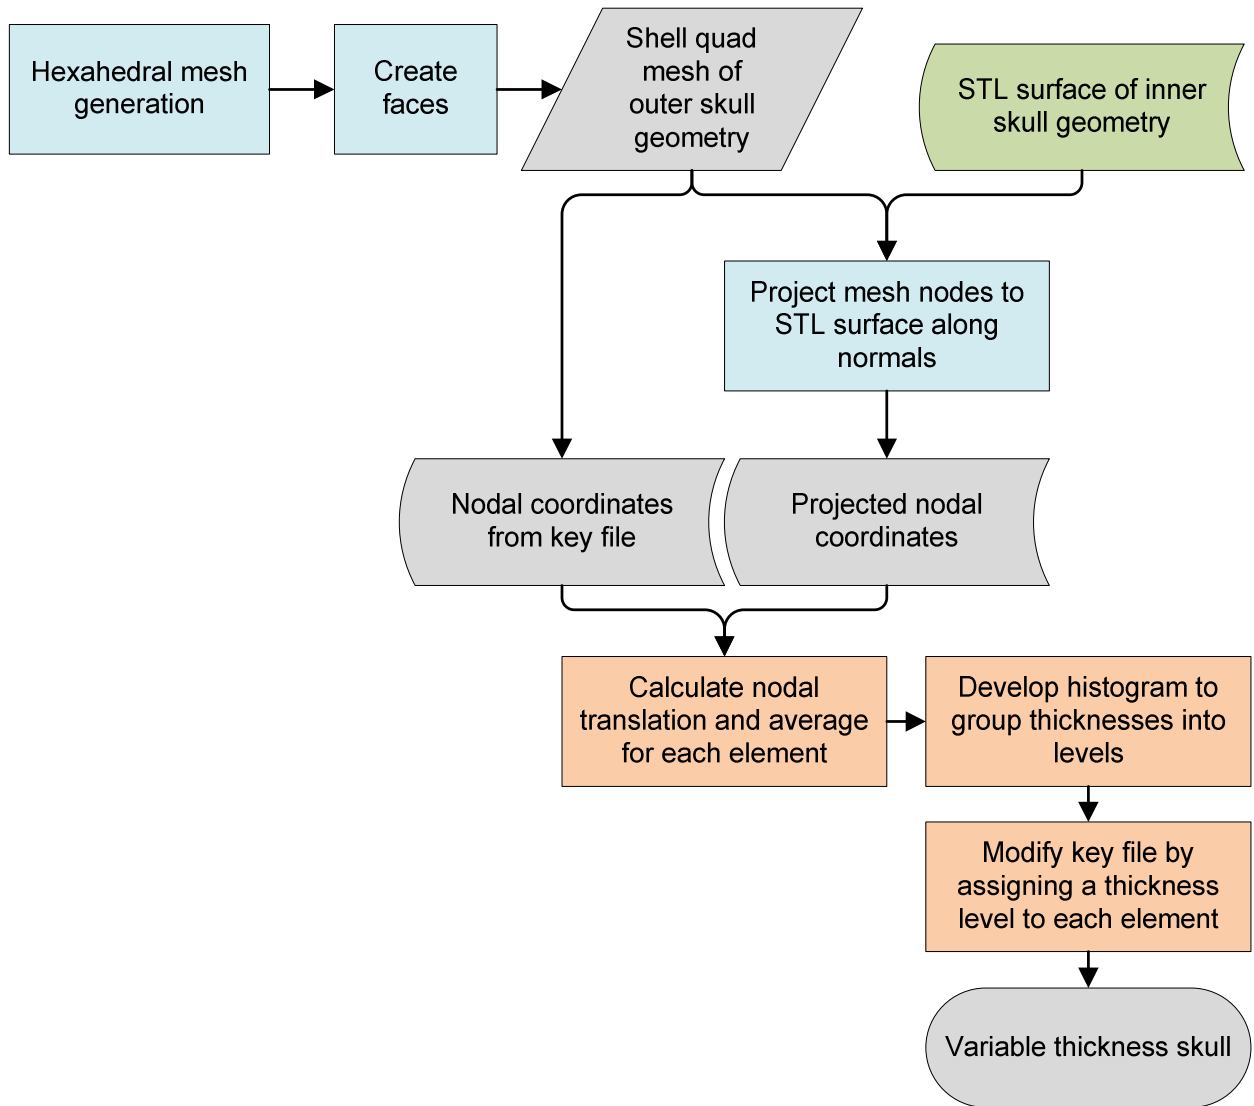 Hexahedral mesh
generation
Create
faces
Shell quad
mesh of
outer skull
geometry
STL surface of inner
skull geometry
Project mesh nodes to
STL surface along
normals
Nodal coordinates
from key file
Projected nodal
coordinates
Calculate nodal
translation and average
for each element
Develop histogram to
group thicknesses into
levels
Modify key file by
assigning a thickness
level to each element
Variable thickness skull